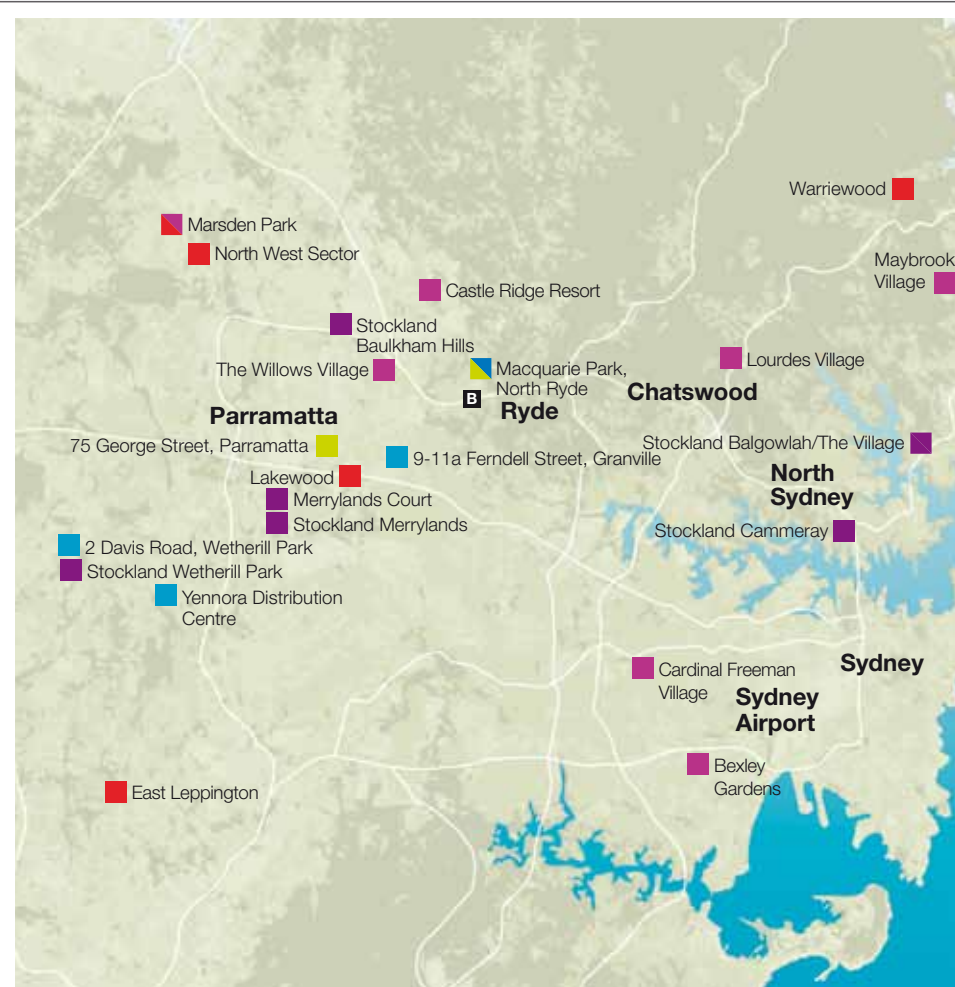 Warriewood
Marsden Park
North West Sector
Maybrook
Village
Castle Ridge Resort
Stockland
Baulkham Hills
The Willows Village
Macquarie Park,
North Ryde
Lourdes Village
B
Ryde
Chatswood
Parramatta
75 George Street, Parramatta
9-11a Ferndell Street, Granville
Stockland Balgowlah/The Village
Lakewood
North
Sydney
Merrylands Court
Stockland Merrylands
Stockland Cammeray
2 Davis Road, Wetherill Park
Stockland Wetherill Park
Yennora Distribution
Centre
Sydney
Cardinal Freeman
Village
Sydney
Airport
Bexley
Gardens
East Leppington